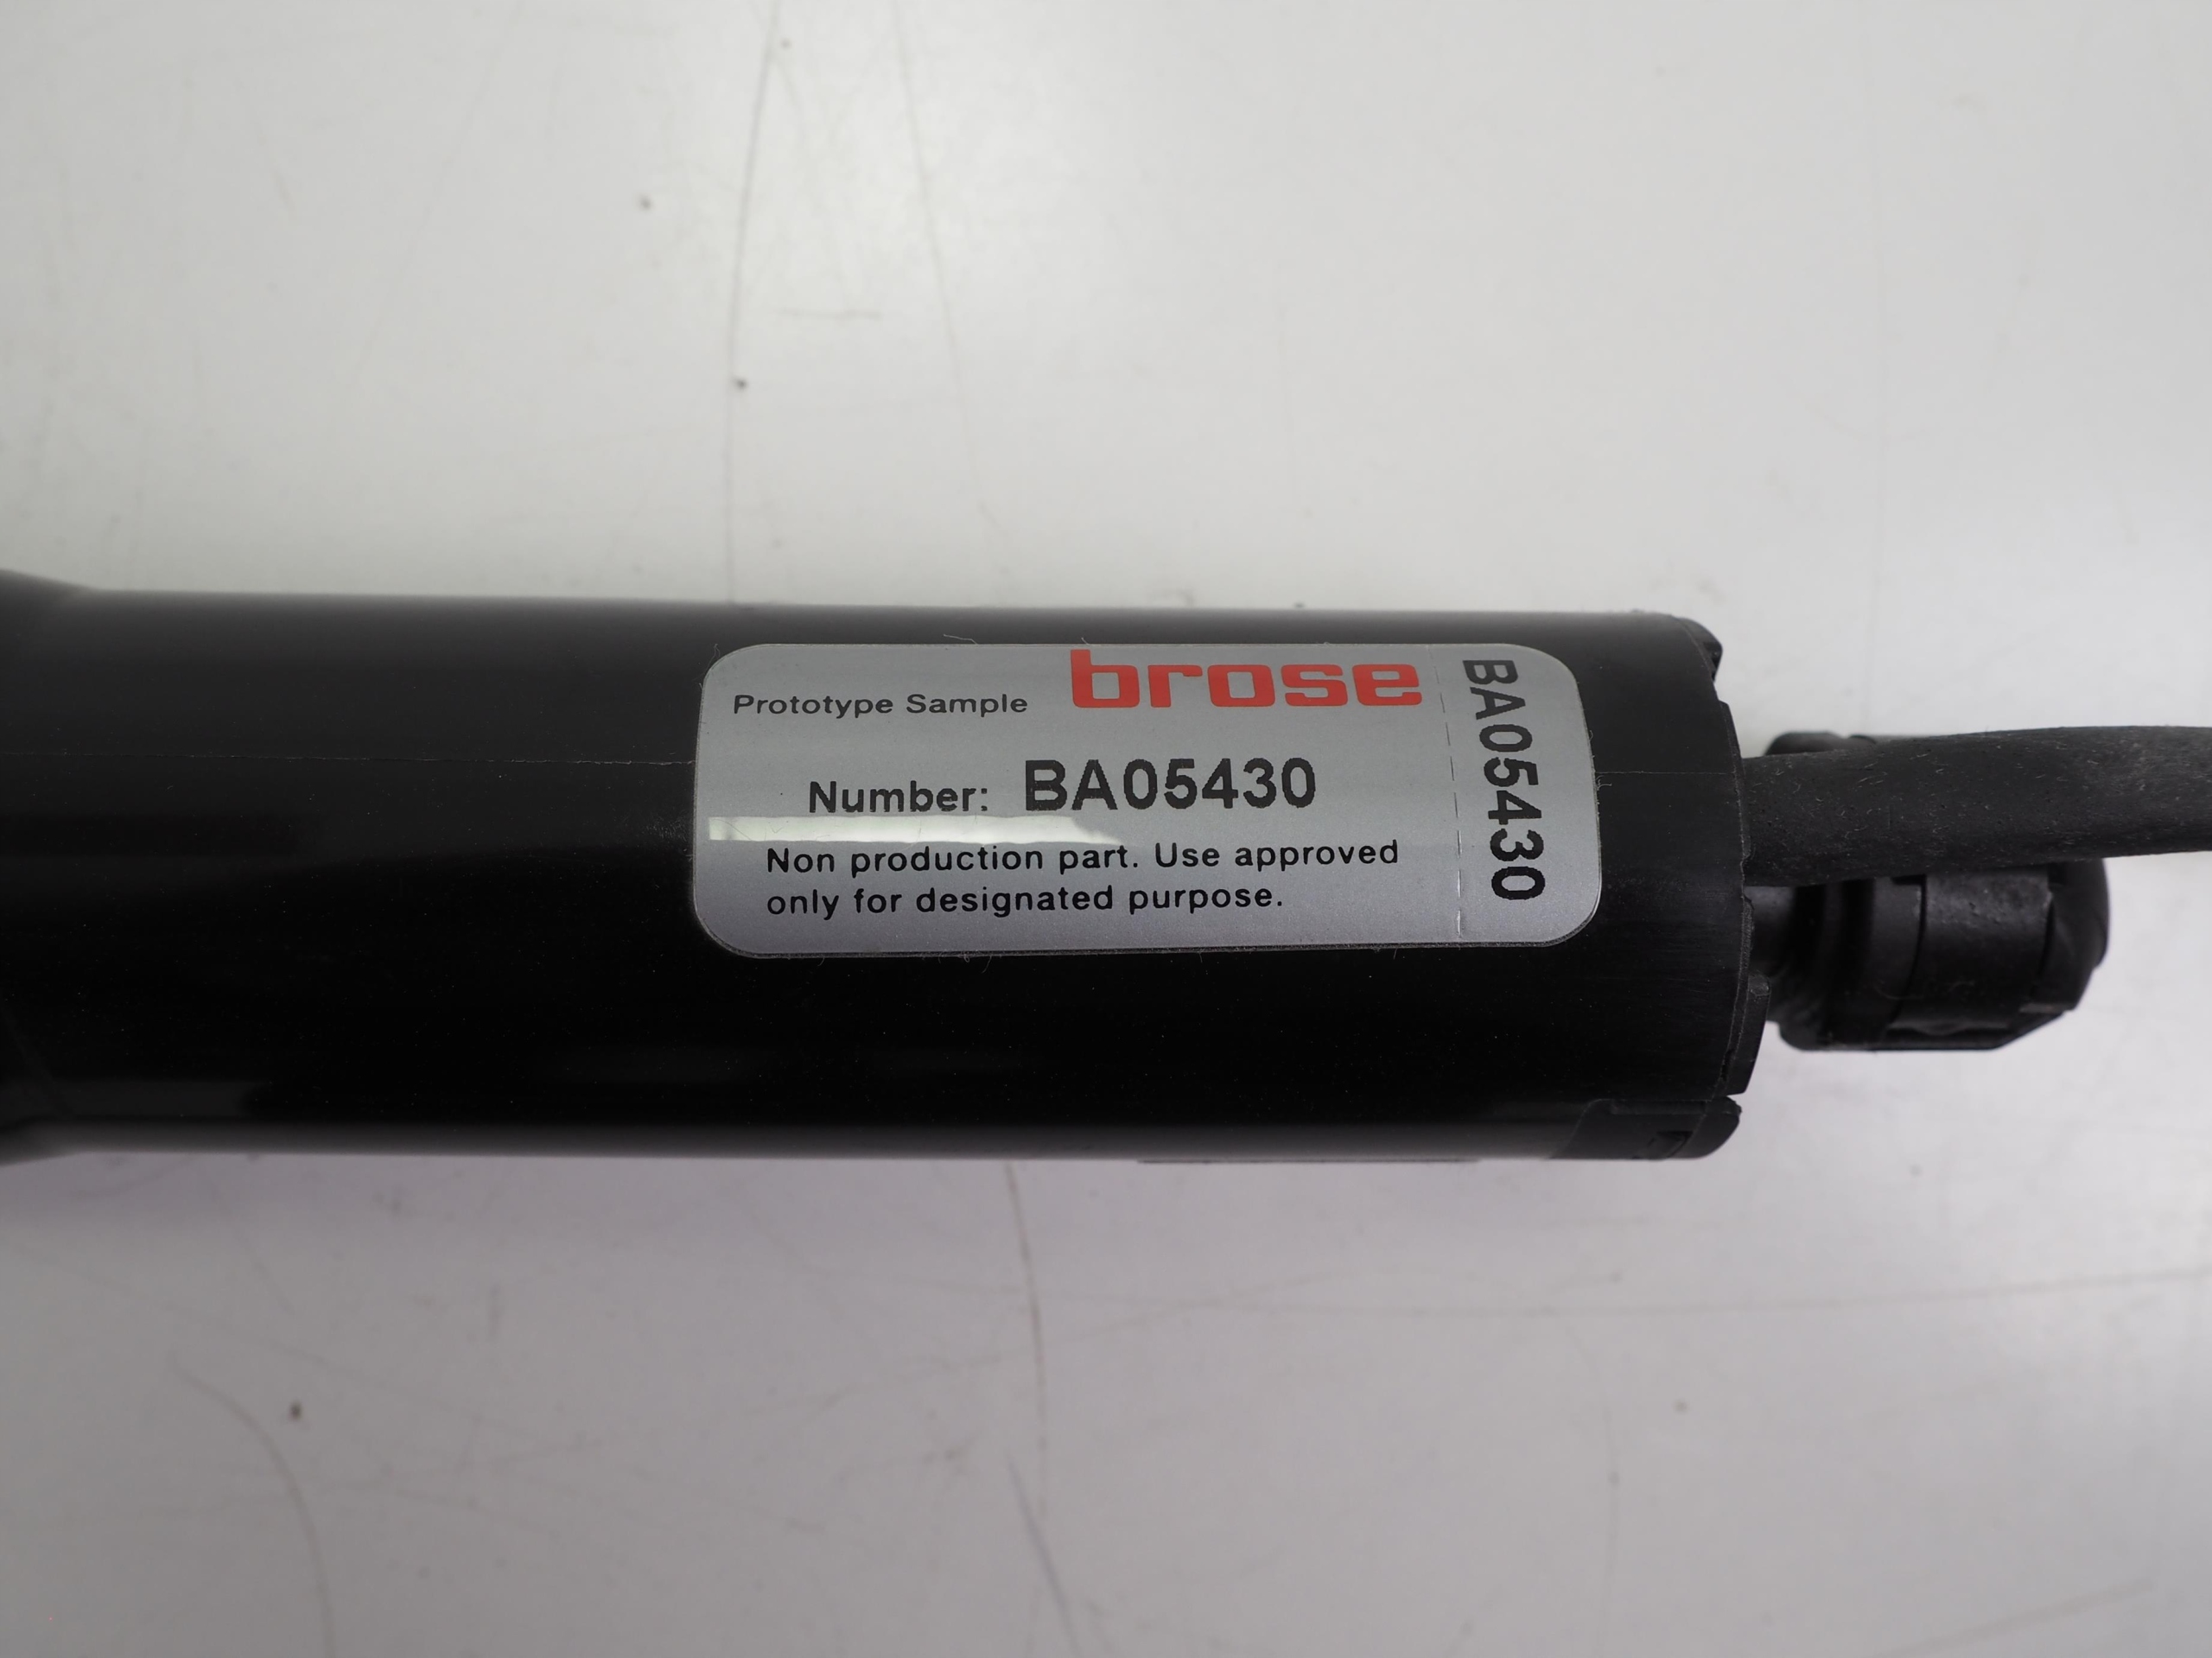 Prototype Sample brose
Number: BA05430
Non production part. Use approved
only for designated purpose.
BA05430